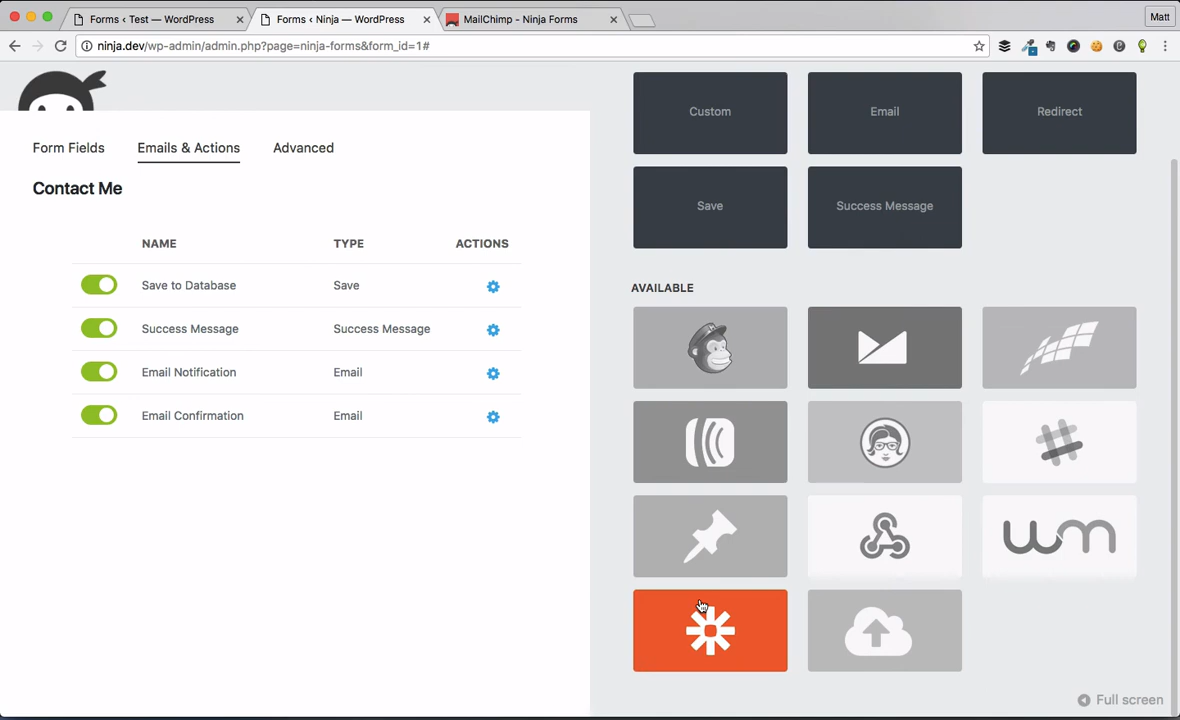 Forms ‹ Test — WordPress
Forms ‹ Ninja — WordPress
MailChimp - Ninja Forms
Matt
ninja.dev/wp-admin/admin.php?page=ninja-forms&form_id=1#
Form Fields
Emails & Actions
Advanced
Contact Me
NAME TYPE ACTIONS
Save to Database Save
Success Message Success Message
Email Notification Email
Email Confirmation Email
Custom
Email
Redirect
Save
Success Message
AVAILABLE
wm
Full screen